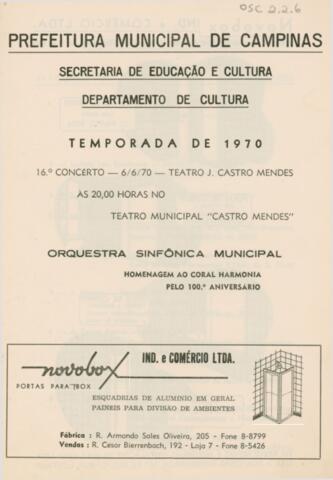 OSC 2.2.6
PREFEITURA MUNICIPAL DE CAMPINAS
SECRETARIA DE EDUCAÇÃO E CULTURA
DEPARTAMENTO DE CULTURA
TEMPORADA DE 1970
16.º CONCERTO — 6/6/70 — TEATRO J. CASTRO MENDES
AS 20,00 HORAS NO
TEATRO MUNICIPAL "CASTRO MENDES"
ORQUESTRA SINFÔNICA MUNICIPAL
HOMENAGEM AO CORAL HARMONIA
PELO 100.º ANIVERSÁRIO
novobox IND. e COMÉRCIO LTDA.
PORTAS PARA BOX
ESQUADRIAS DE ALUMÍNIO EM GERAL
PAINEIS PARA DIVISÃO DE AMBIENTES
Fábrica : R. Armando Sales Oliveira, 205 - Fone 8-8799
Vendas : R. Cesar Bierrenbach, 192 - Loja 7 - Fone 8-5426